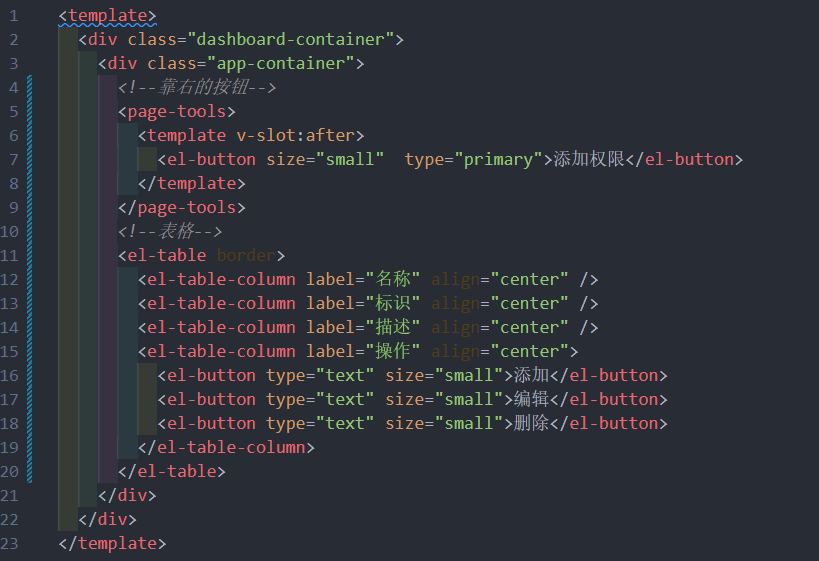 1 <template>
2 <div class="dashboard-container">
3 <div class="app-container">
4 <!--靠右的按钮-->
5 <page-tools>
6 <template v-slot:after>
7 <el-button size="small"  type="primary">添加权限</el-button>
8 </template>
9 </page-tools>
10 <!--表格-->
11 <el-table border>
12 <el-table-column label="名称" align="center" />
13 <el-table-column label="标识" align="center" />
14 <el-table-column label="描述" align="center" />
15 <el-table-column label="操作" align="center">
16 <el-button type="text" size="small">添加</el-button>
17 <el-button type="text" size="small">编辑</el-button>
18 <el-button type="text" size="small">删除</el-button>
19 </el-table-column>
20 </el-table>
21 </div>
22 </div>
23 </template>